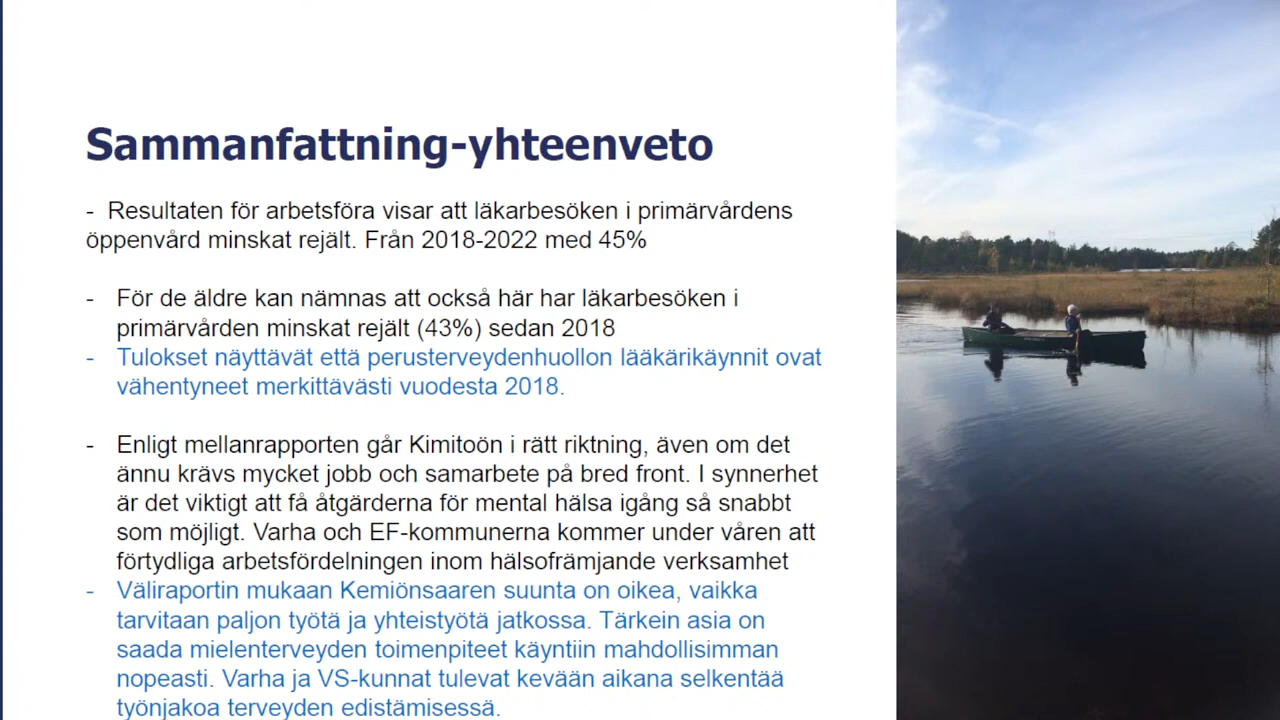 Sammanfattning-yhteenveto
- Resultaten för arbetsföra visar att läkarbesöken i primärvårdens
öppenvård minskat rejält. Från 2018-2022 med 45%
- För de äldre kan nämnas att också här har läkarbesöken i
primärvården minskat rejält (43%) sedan 2018
- Tulokset näyttävät että perusterveydenhuollon lääkärikäynnit ovat
vähentyneet merkittävästi vuodesta 2018.
- Enligt mellanrapporten går Kimitoön i rätt riktning, även om det
ännu krävs mycket jobb och samarbete på bred front. I synnerhet
är det viktigt att få åtgärderna för mental hälsa igång så snabbt
som möjligt. Varha och EF-kommunerna kommer under våren att
förtydliga arbetsfördelningen inom hälsofrämjande verksamhet
- Väliraportin mukaan Kemiönsaaren suunta on oikea, vaikka
tarvitaan paljon työtä ja yhteistyötä jatkossa. Tärkein asia on
saada mielenterveyden toimenpiteet käyntiin mahdollisimman
nopeasti. Varha ja VS-kunnat tulevat kevään aikana selkentää
työnjakoa terveyden edistämisessä.